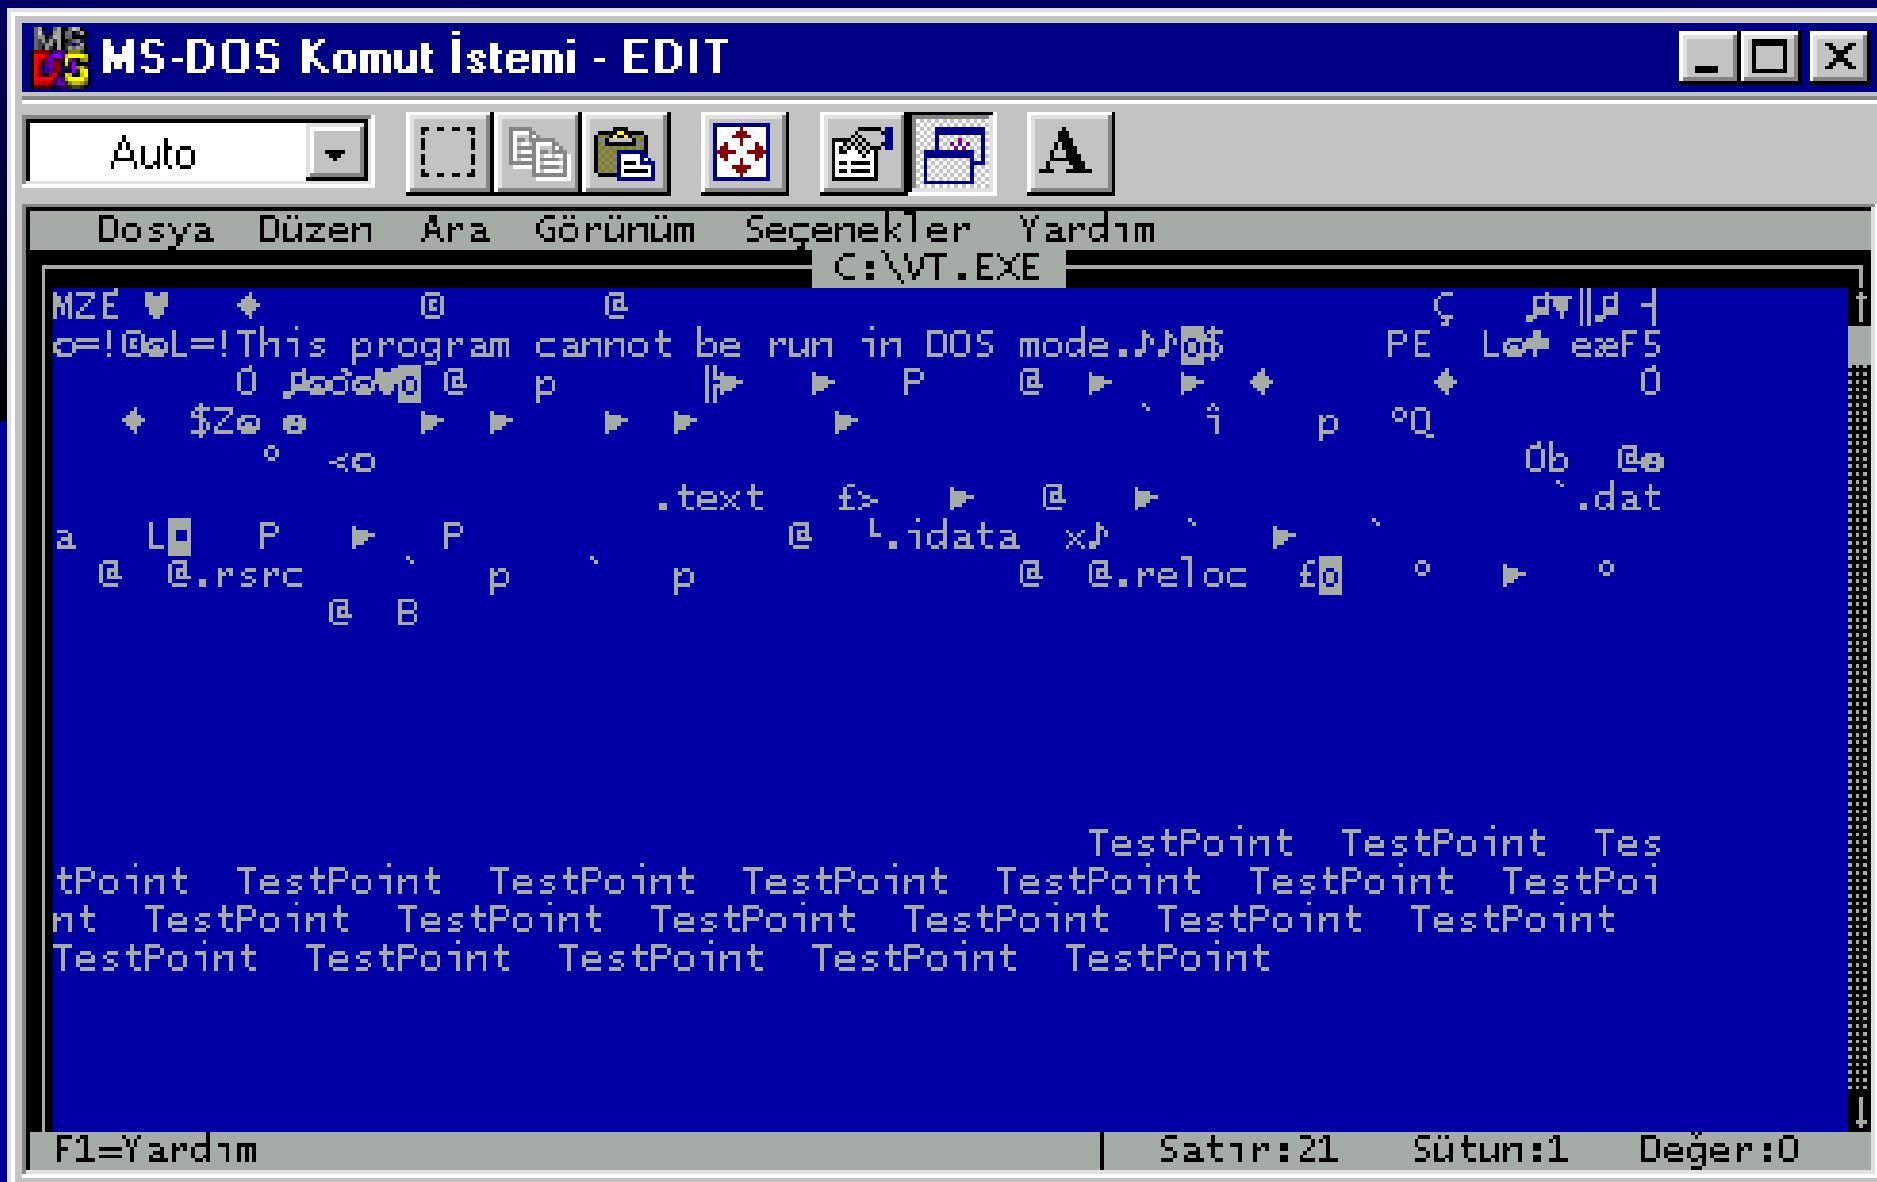 MS-DOS Komut İstemi - EDIT
Auto
A
Dosya Düzen Ara Görünüm Seçenekler Yardım
C:\VT.EXE
MZÉ ♥ ♦ @ Ç
o=!L=!This program cannot be run in DOS mode.♪♪◙$ PE L eæF5
@ p ► ► P @ ► ► ♦ ♦ Ó
♦ $Z ► ► ► ► ► ` î p °Q
° Ób @
.text £> ► @ ► `.dat
a L◘ P ► P @ └.idata x♪ ` ► `
@ @.rsrc ` p ` p @ @.reloc £◙ ° ► °
@ B
TestPoint TestPoint Tes
tPoint TestPoint TestPoint TestPoint TestPoint TestPoint TestPoi
nt TestPoint TestPoint TestPoint TestPoint TestPoint TestPoint
TestPoint TestPoint TestPoint TestPoint TestPoint
F1=Yardım Satır:21 Sütun:1 Değer:0